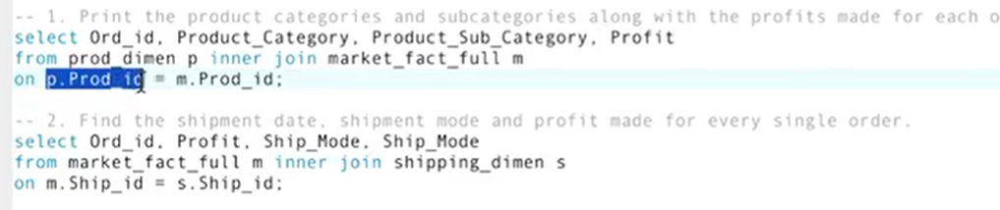 -- 1. Print the product categories and subcategories along with the profits made for each o
select Ord_id, Product_Category, Product_Sub_Category, Profit
from prod_dimen p inner join market_fact_full m
on p.Prod_id = m.Prod_id;
-- 2. Find the shipment date, shipment mode and profit made for every single order.
select Ord_id, Profit, Ship_Mode, Ship_Mode
from market_fact_full m inner join shipping_dimen s
on m.Ship_id = s.Ship_id;